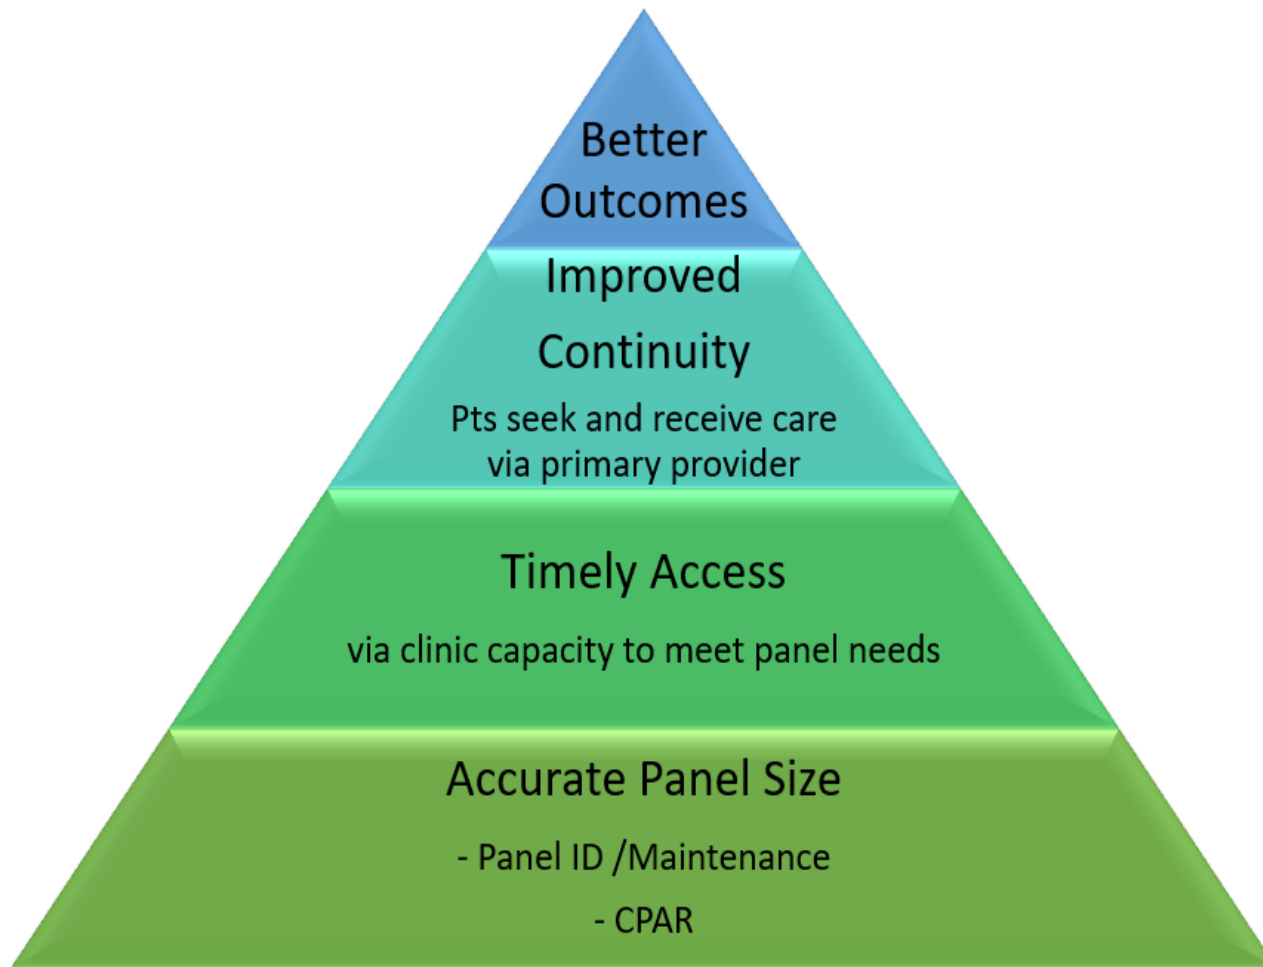 Better
Outcomes
Improved
Continuity
Pts seek and receive care
via primary provider
Timely Access
via clinic capacity to meet panel needs
Accurate Panel Size
- Panel ID /Maintenance
- CPAR